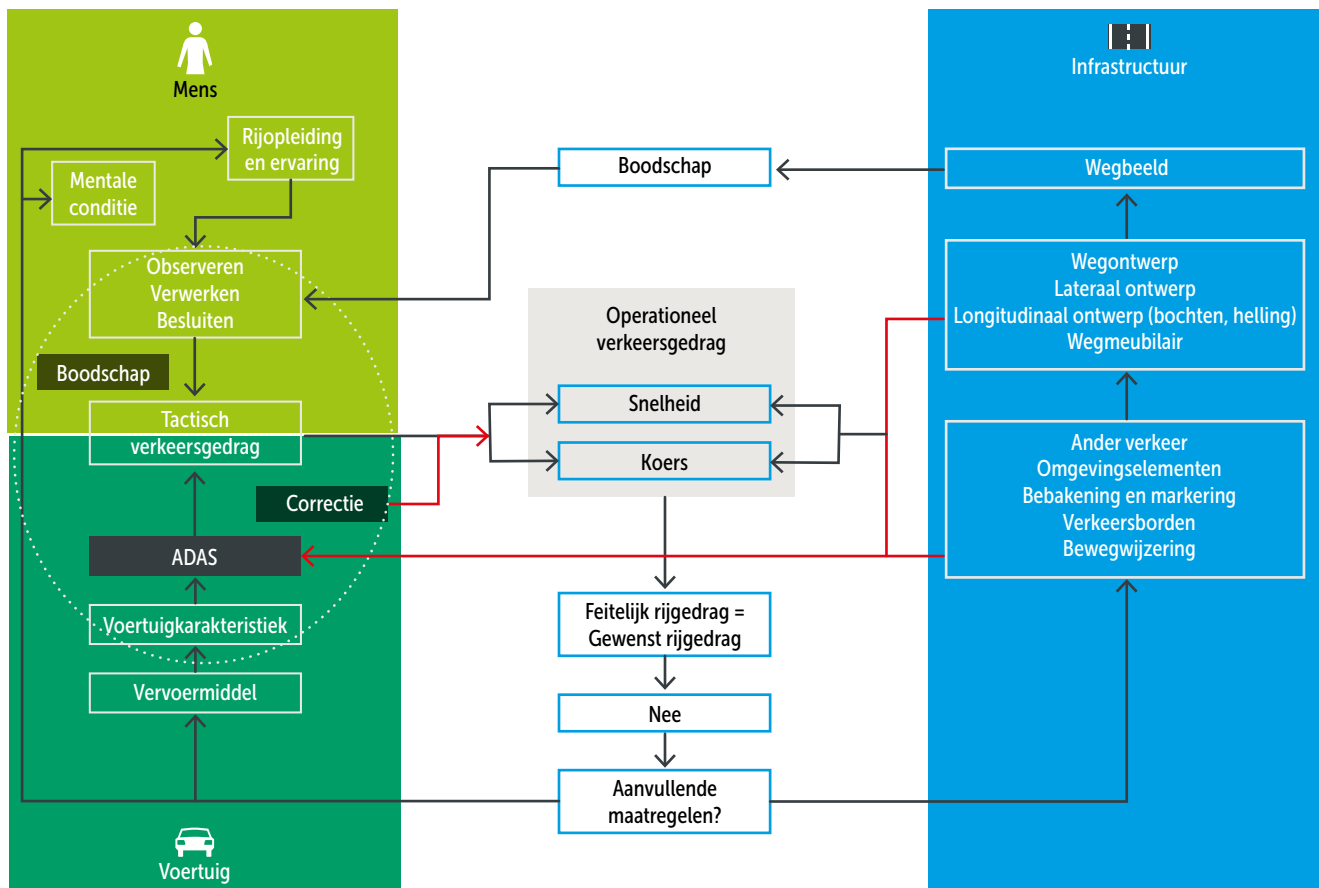 Mens
Rijopleiding
en ervaring
Mentale
conditie
Observeren
Verwerken
Besluiten
Boodschap
Tactisch
verkeersgedrag
Correctie
ADAS
Voertuigkarakteristiek
Vervoermiddel
Voertuig
Boodschap
Operationeel
verkeersgedrag
Snelheid
Koers
Feitelijk rijgedrag =
Gewenst rijgedrag
Nee
Aanvullende
maatregelen?
Infrastructuur
Wegbeeld
Wegontwerp
Lateraal ontwerp
Longitudinaal ontwerp (bochten, helling)
Wegmeubilair
Ander verkeer
Omgevingselementen
Bebakening en markering
Verkeersborden
Bewegwijzering